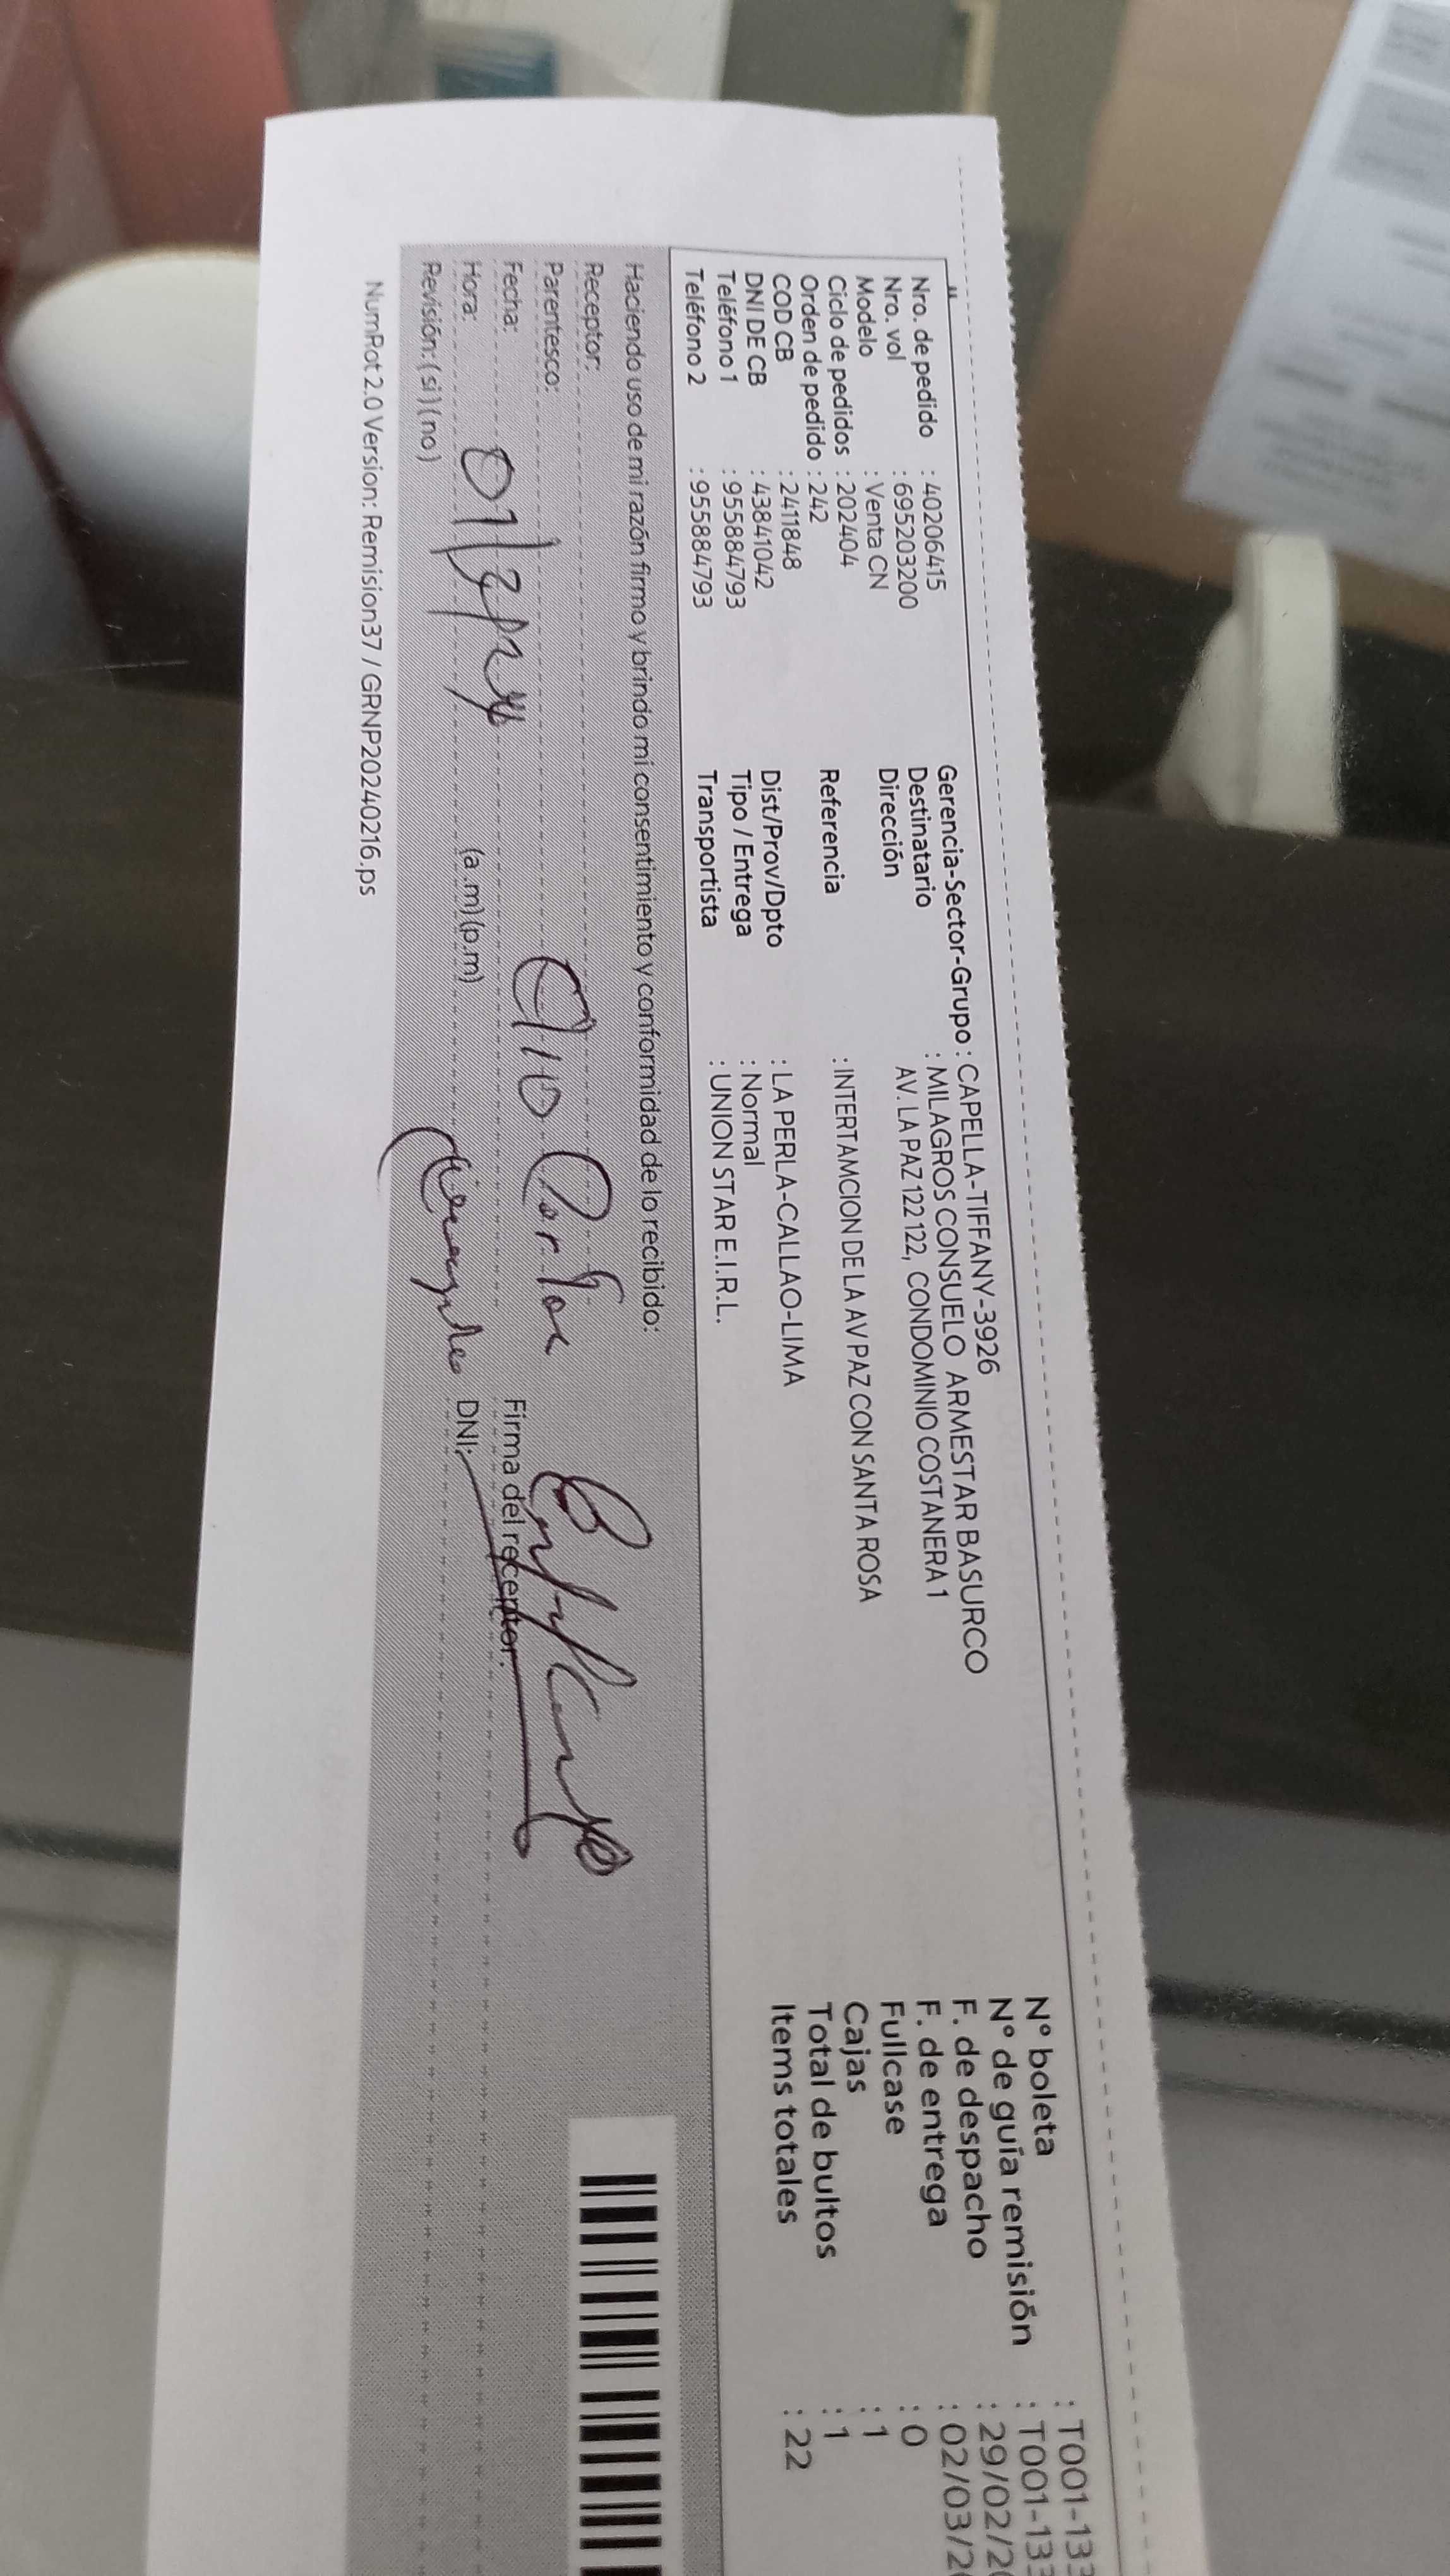 Nro. de pedido : 40206415
Nro. vol : 695203200
Modelo : Venta CN
Ciclo de pedidos : 202404
Orden de pedido : 242
COD CB : 2411848
DNI DE CB : 43841042
Teléfono 1 : 955884793
Teléfono 2 : 955884793
Gerencia-Sector-Grupo : CAPELLA-TIFFANY-3926
Destinatario : MILAGROS CONSUELO ARMESTAR BASURCO
Dirección AV. LA PAZ 122 122, CONDOMINIO COSTANERA 1
Referencia : INTERTAMCION DE LA AV PAZ CON SANTA ROSA
Dist/Prov/Dpto : LA PERLA-CALLAO-LIMA
Tipo / Entrega : Normal
Transportista : UNION STAR E.I.R.L.
N° boleta : T001-133
N° de guía remisión : T001-133
F. de despacho : 29/02/20
F. de entrega : 02/03/20
Fullcase : 0
Cajas : 1
Total de bultos : 1
Items totales : 22
Haciendo uso de mi razón firmo y brindo mi consentimiento y conformidad de lo recibido:
Receptor:
Parentesco:
Fecha: Firma del receptor:
Hora: (a.m)(p.m) DNI:
Revisión: (si) (no)
NumRot 2.0 Version: Remision37 / GRNP20240216.ps